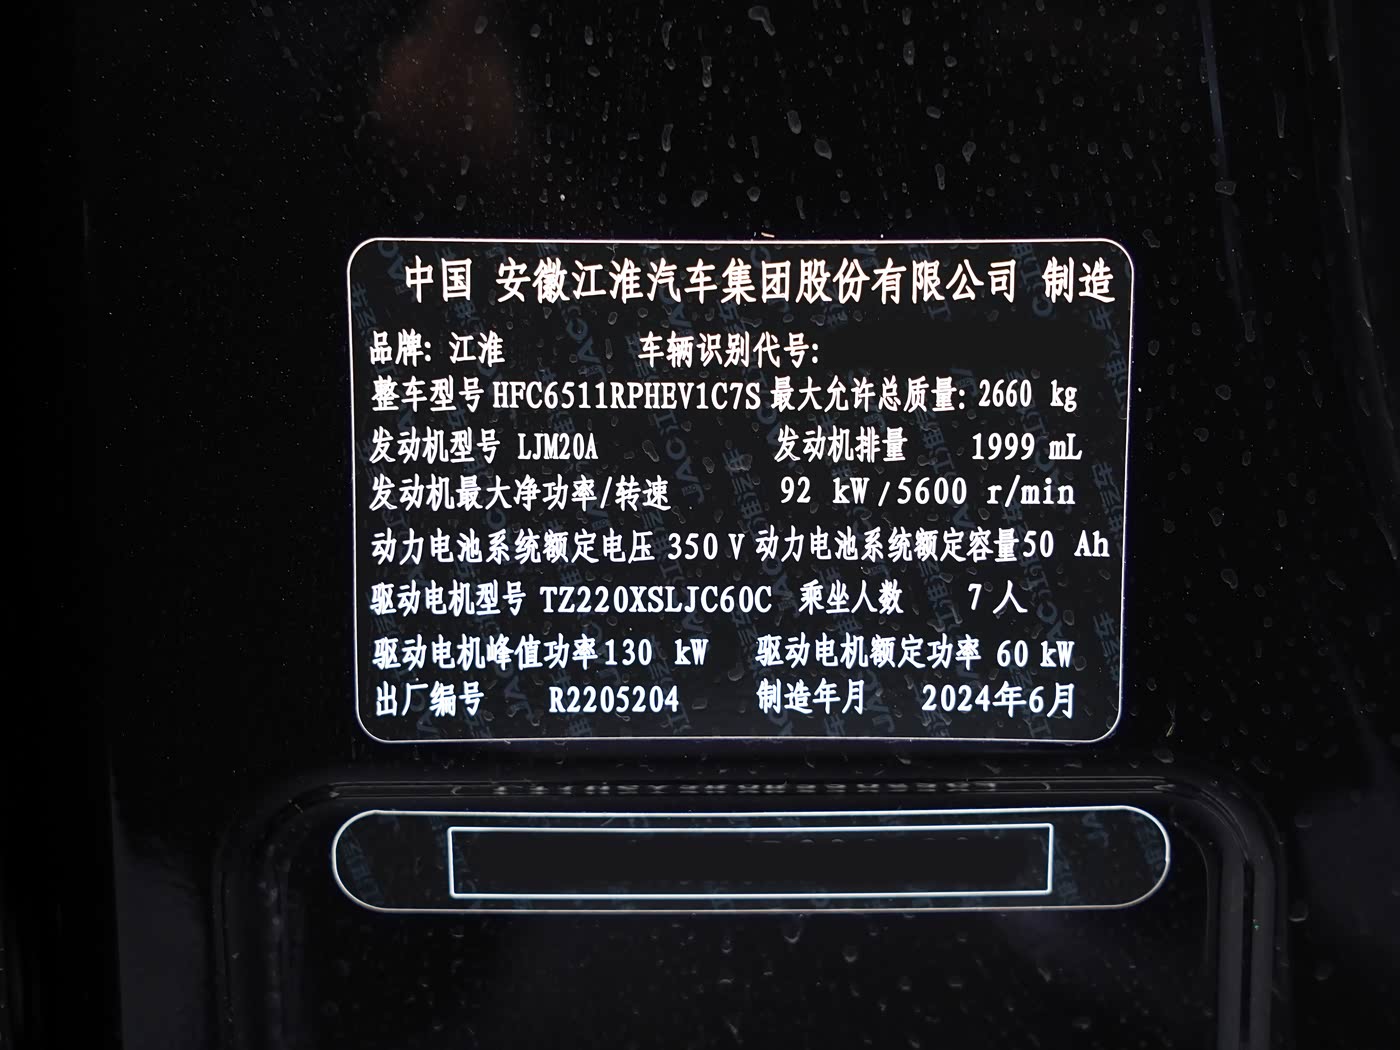 中国 安徽江淮汽车集团股份有限公司 制造
品牌: 江淮 车辆识别代号:
整车型号 HFC6511RPHEV1C7S 最大允许总质量: 2660 kg
发动机型号 LJM20A 发动机排量 1999 mL
发动机最大净功率/转速 92 kW/5600 r/min
动力电池系统额定电压 350 V 动力电池系统额定容量50 Ah
驱动电机型号 TZ220XSLJC60C 乘坐人数 7 人
驱动电机峰值功率130 kW 驱动电机额定功率 60 kW
出厂编号 R2205204 制造年月 2024年6月